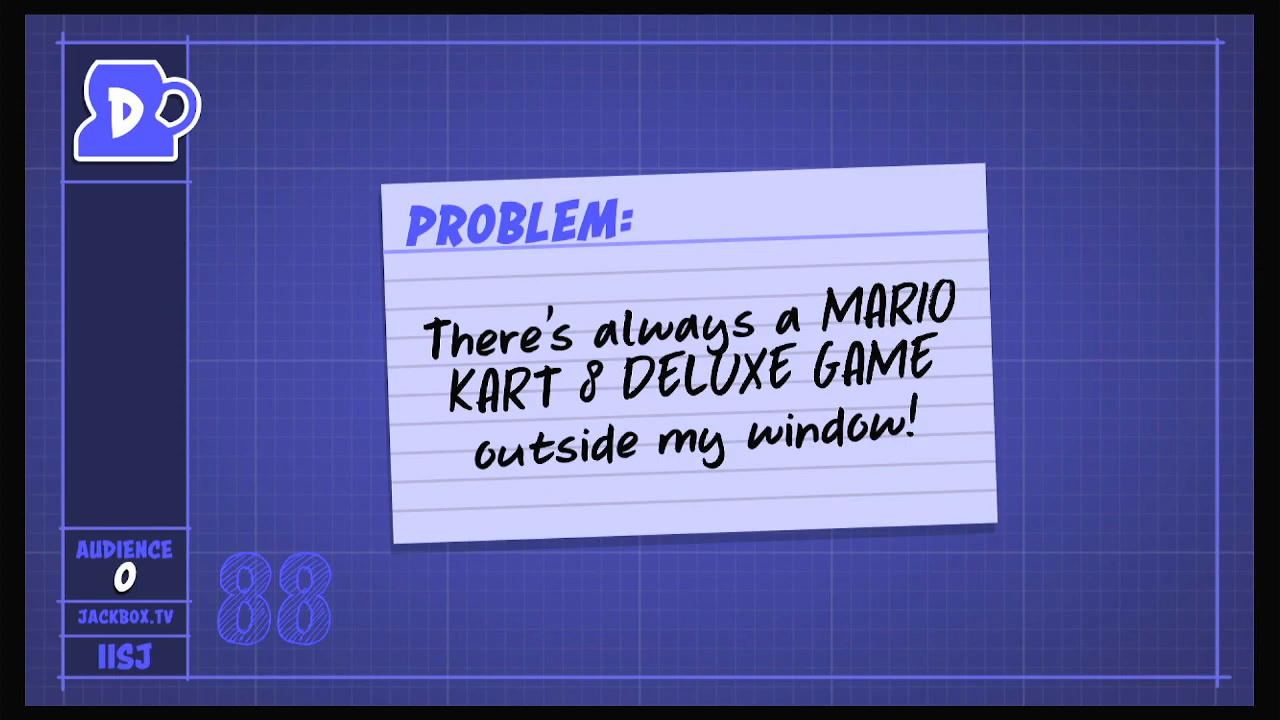 D
PROBLEM:
There's always a MARIO
KART 8 DELUXE GAME
outside my window!
AUDIENCE
0
JACKBOX.TV
IISJ
88